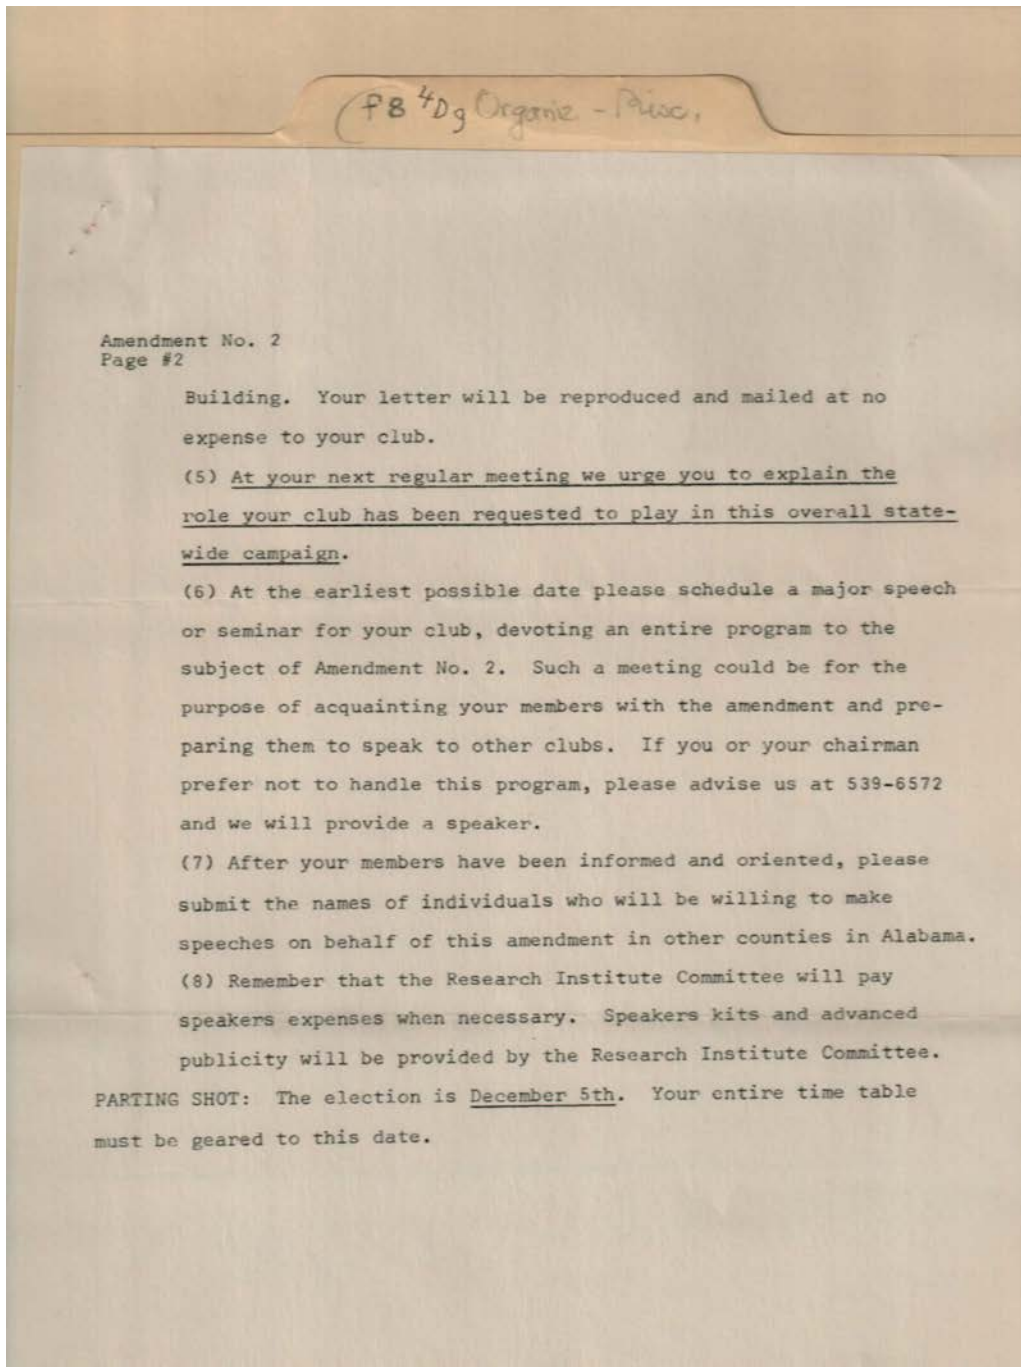 (f8 4Dg Organiz - Misc.
Amendment No. 2
Page #2
Building. Your letter will be reproduced and mailed at no
expense to your club.
(5) At your next regular meeting we urge you to explain the
role your club has been requested to play in this overall state-
wide campaign.
(6) At the earliest possible date please schedule a major speech
or seminar for your club, devoting an entire program to the
subject of Amendment No. 2. Such a meeting could be for the
purpose of acquainting your members with the amendment and pre-
paring them to speak to other clubs. If you or your chairman
prefer not to handle this program, please advise us at 539-6572
and we will provide a speaker.
(7) After your members have been informed and oriented, please
submit the names of individuals who will be willing to make
speeches on behalf of this amendment in other counties in Alabama.
(8) Remember that the Research Institute Committee will pay
speakers expenses when necessary. Speakers kits and advanced
publicity will be provided by the Research Institute Committee.
PARTING SHOT: The election is December 5th. Your entire time table
must be geared to this date.